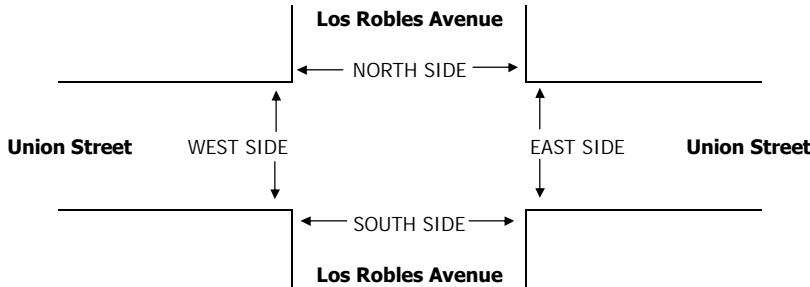 Los Robles Avenue
NORTH SIDE
Union Street WEST SIDE EAST SIDE Union Street
SOUTH SIDE
Los Robles Avenue